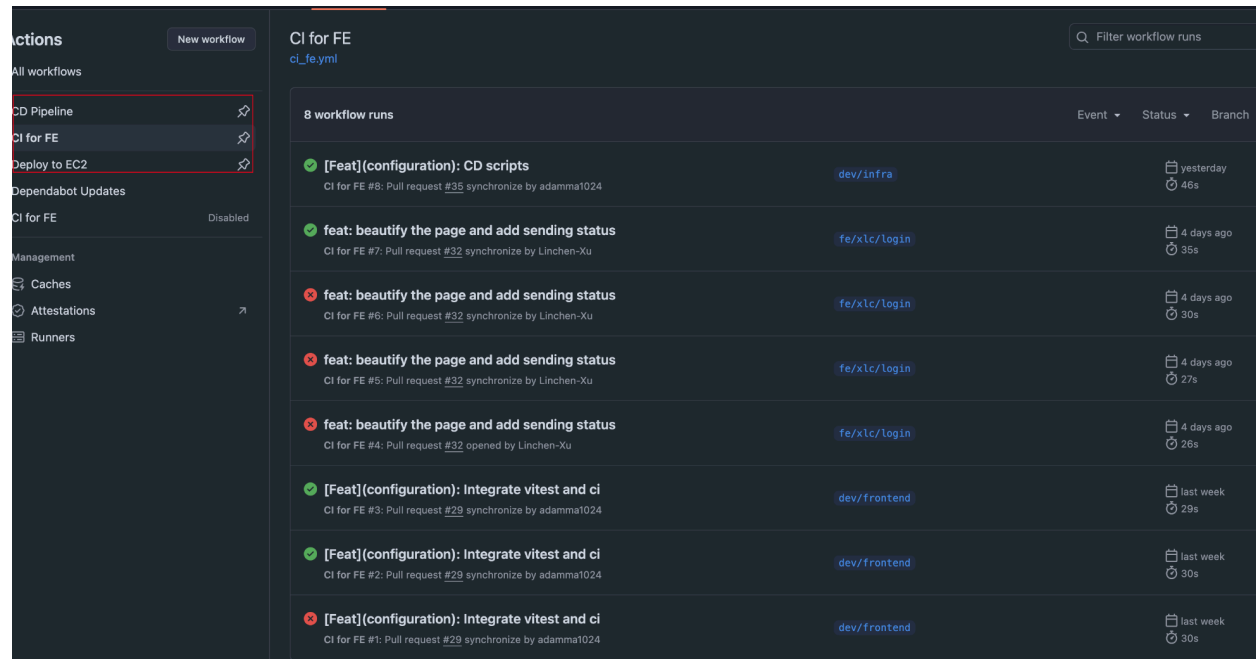 Actions
New workflow
All workflows
CD Pipeline
CI for FE
Deploy to EC2
Dependabot Updates
CI for FE Disabled
Management
Caches
Attestations
Runners
CI for FE
ci_fe.yml
Filter workflow runs
8 workflow runs
Event Status Branch
[Feat](configuration): CD scripts
CI for FE #8: Pull request #35 synchronize by adamma1024
dev/infra
yesterday
46s
feat: beautify the page and add sending status
CI for FE #7: Pull request #32 synchronize by Linchen-Xu
fe/xlc/login
4 days ago
35s
feat: beautify the page and add sending status
CI for FE #6: Pull request #32 synchronize by Linchen-Xu
fe/xlc/login
4 days ago
30s
feat: beautify the page and add sending status
CI for FE #5: Pull request #32 synchronize by Linchen-Xu
fe/xlc/login
4 days ago
27s
feat: beautify the page and add sending status
CI for FE #4: Pull request #32 opened by Linchen-Xu
fe/xlc/login
4 days ago
26s
[Feat](configuration): Integrate vitest and ci
CI for FE #3: Pull request #29 synchronize by adamma1024
dev/frontend
last week
29s
[Feat](configuration): Integrate vitest and ci
CI for FE #2: Pull request #29 synchronize by adamma1024
dev/frontend
last week
30s
[Feat](configuration): Integrate vitest and ci
CI for FE #1: Pull request #29 synchronize by adamma1024
dev/frontend
last week
30s